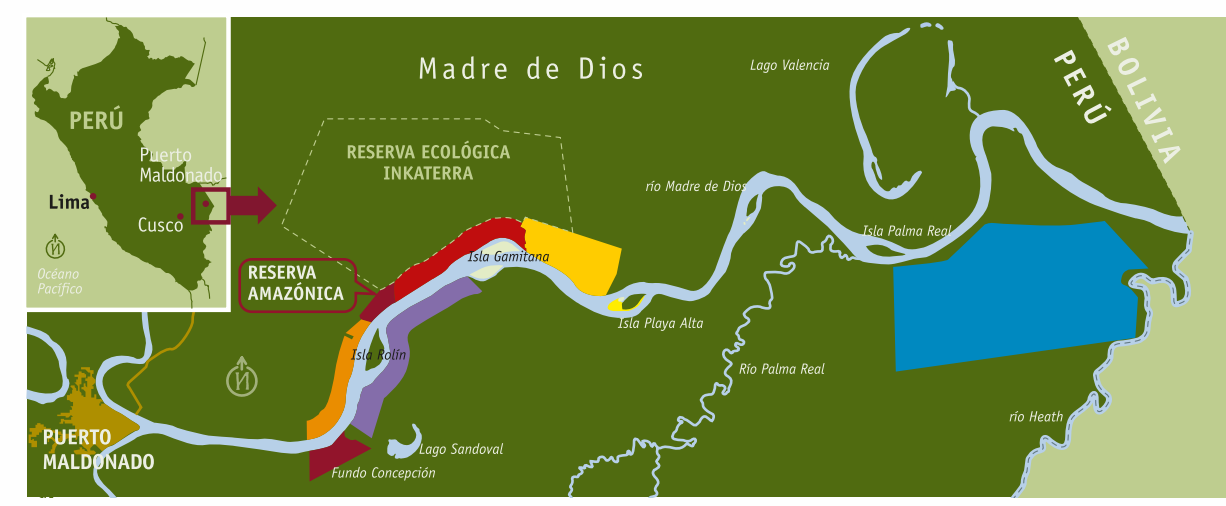 PERÚ
Puerto
Maldonado
Lima
Cusco
Océano
Pacífico
Madre de Dios
Lago Valencia
PERÚ
BOLIVIA
RESERVA ECOLÓGICA
INKATERRA
río Madre de Dios
Isla Palma Real
Isla Gamitana
RESERVA
AMAZÓNICA
Isla Playa Alta
Isla Rolín
Río Palma Real
río Heath
PUERTO
MALDONADO
Lago Sandoval
Fundo Concepción